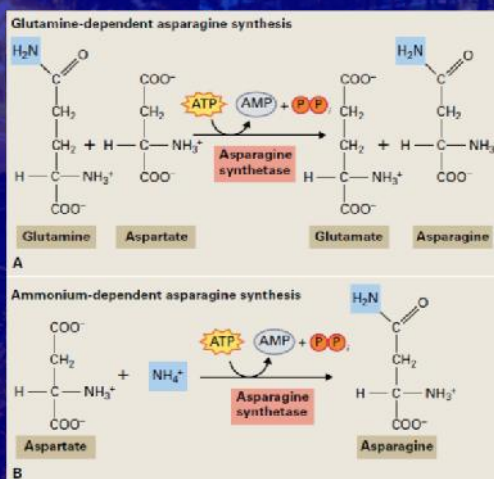 Glutamine-dependent asparagine synthesis
H₂N
O
C
CH₂
CH₂
H — C — NH₃⁺
COO⁻
Glutamine
+
COO⁻
CH₂
H — C — NH₃⁺
COO⁻
Aspartate
ATP
AMP + P P i
Asparagine synthetase
COO⁻
CH₂
CH₂
H — C — NH₃⁺
COO⁻
Glutamate
+
H₂N
O
C
CH₂
H — C — NH₃
COO⁻
Asparagine
A
Ammonium-dependent asparagine synthesis
COO⁻
CH₂
H — C — NH₃⁺
COO⁻
Aspartate
+
NH₄⁺
ATP
AMP + P P i
Asparagine
synthetase
H₂N
O
C
CH₂
H — C — NH₃⁺
COO⁻
Asparagine
B